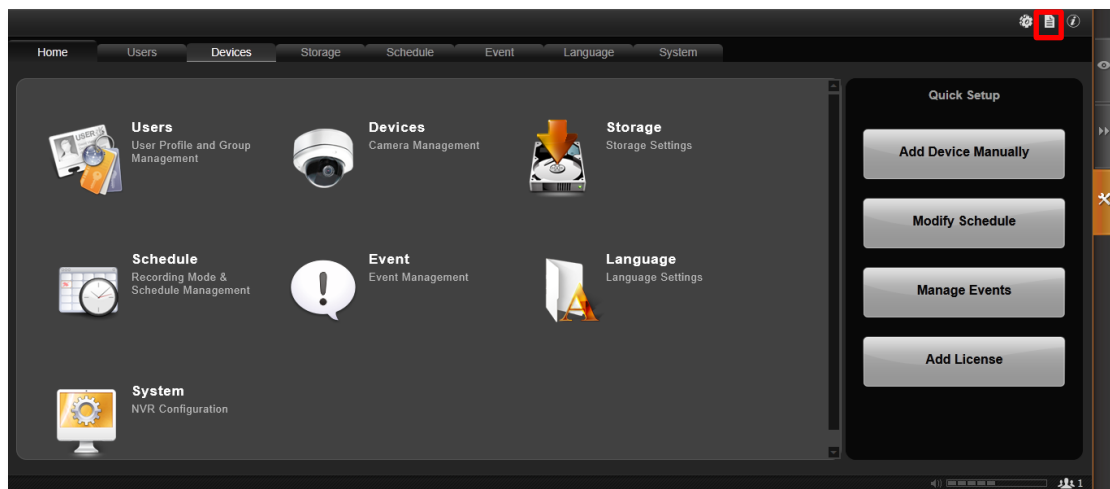 Home Users Devices Storage Schedule Event Language System
Quick Setup
Users
User Profile and Group
Management
Devices
Camera Management
Storage
Storage Settings
Add Device Manually
Modify Schedule
Schedule
Recording Mode &
Schedule Management
Event
Event Management
Language
Language Settings
Manage Events
Add License
System
NVR Configuration
1